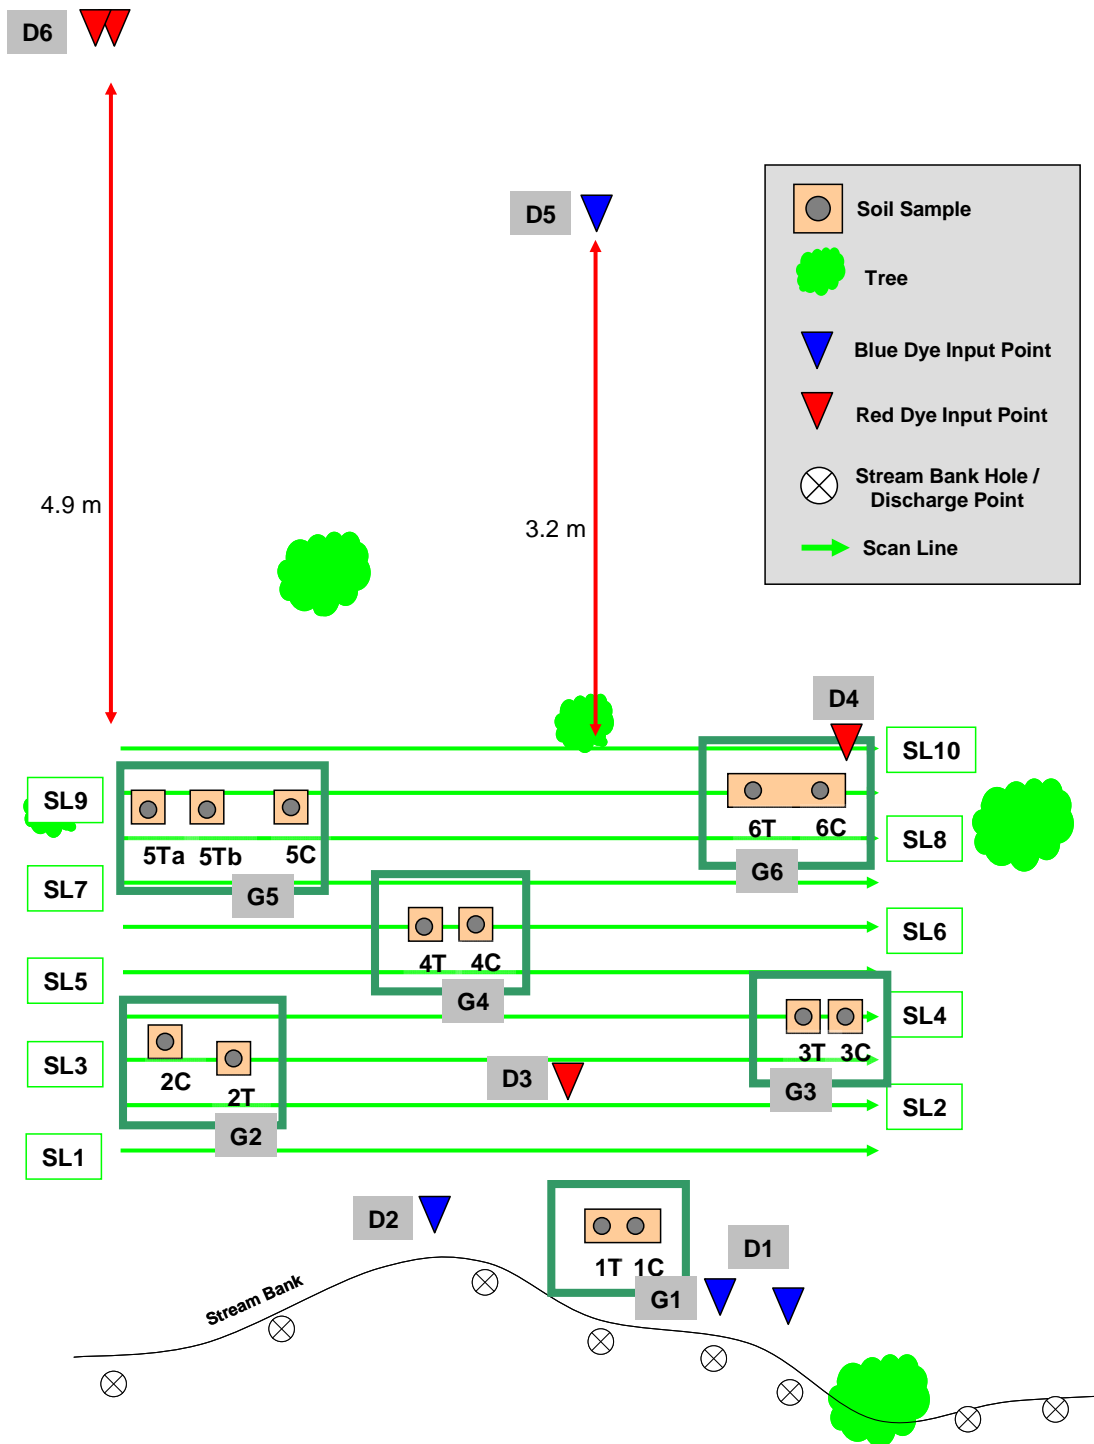 D6
D5
Soil Sample
Tree
Blue Dye Input Point
Red Dye Input Point
Stream Bank Hole /
Discharge Point
Scan Line
4.9 m
3.2 m
D4
SL10
SL9
6T 6C
SL8
5Ta 5Tb 5C
G6
SL7
G5
SL6
4T 4C
SL5
G4
SL4
3T 3C
SL3
2C
D3
G3
2T
SL2
G2
SL1
D2
D1
1T 1C
G1
Stream Bank